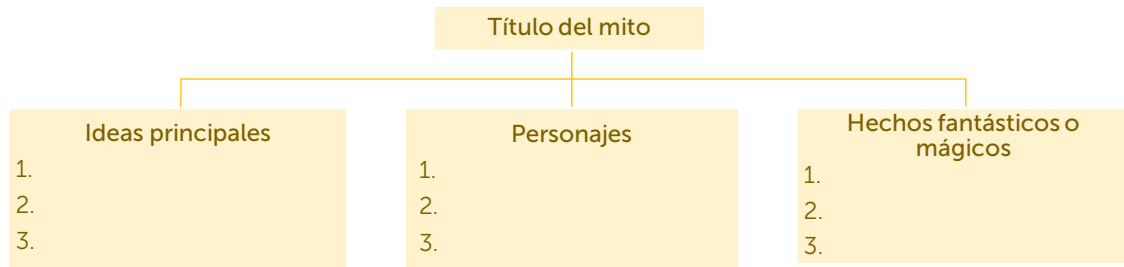 Título del mito
Ideas principales
1.
2.
3.
Personajes
1.
2.
3.
Hechos fantásticos o
mágicos
1.
2.
3.